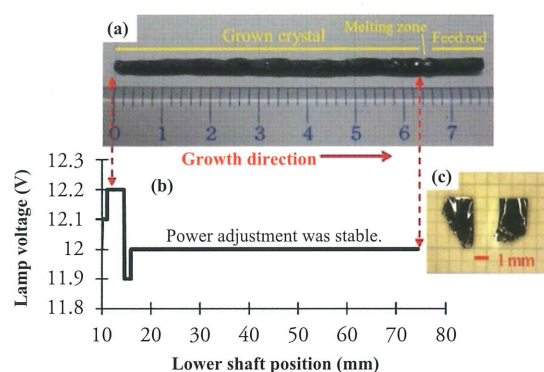 (a)
Grown crystal
Melting zone
Feed rod
0 1 2 3 4 5 6 7
Growth direction
(b)
(c)
12.3
12.2
12.1
12
11.9
11.8
Lamp voltage (V)
Power adjustment was stable.
1 mm
10 20 30 40 50 60 70 80
Lower shaft position (mm)